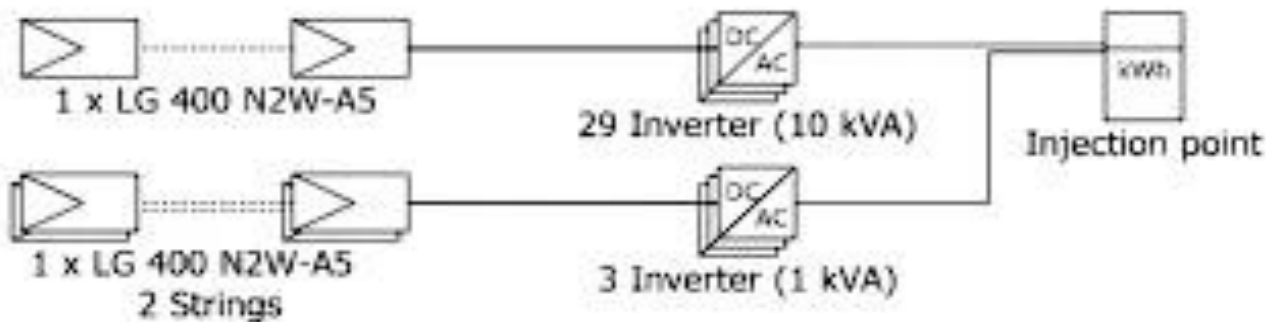 DC
AC
kWh
1 x LG 400 N2W-A5
29 Inverter (10 kVA)
Injection point
DC
AC
1 x LG 400 N2W-A5
2 Strings
3 Inverter (1 kVA)